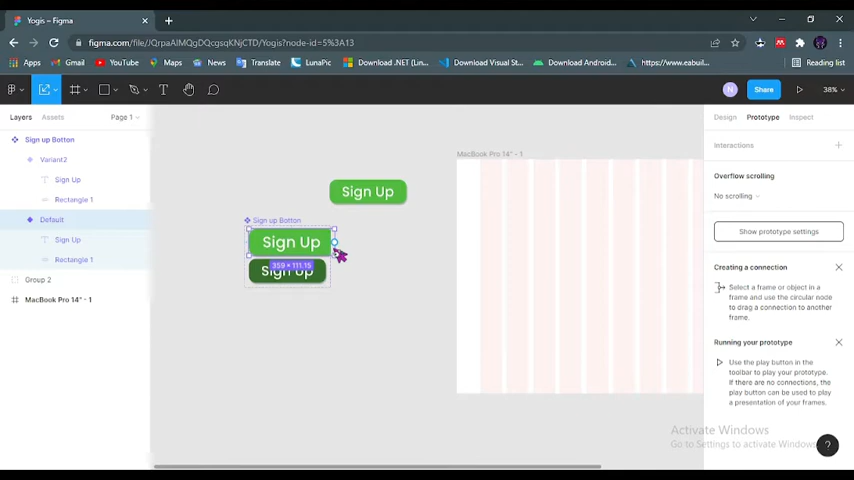 Yogis – Figma
figma.com/file/JQrpaAIMQgDQcgsqKNjCTD/Yogis?node-id=5%3A13
Apps
Gmail
YouTube
Maps
News
Translate
LunaPic
Download .NET (Lin...
Download Visual Stu...
Download Android...
https://www.eabuil...
Reading list
N
Share
38%
Layers
Assets
Page 1
Design
Prototype
Inspect
Sign up Botton
Variant2
Sign Up
Rectangle 1
Default
Sign Up
Rectangle 1
Group 2
MacBook Pro 14" - 1
Sign Up
Sign up Botton
Sign Up
Sign Up
359 × 111.15
MacBook Pro 14" - 1
Interactions
Overflow scrolling
No scrolling
Show prototype settings
Creating a connection
Select a frame or object in a
frame and use the circular node
to drag a connection to another
frame.
Running your prototype
Use the play button in the
toolbar to play your prototype.
If there are no connections, the
play button can be used to play
a presentation of your frames.
Activate Windows
Go to Settings to activate Windows.
?